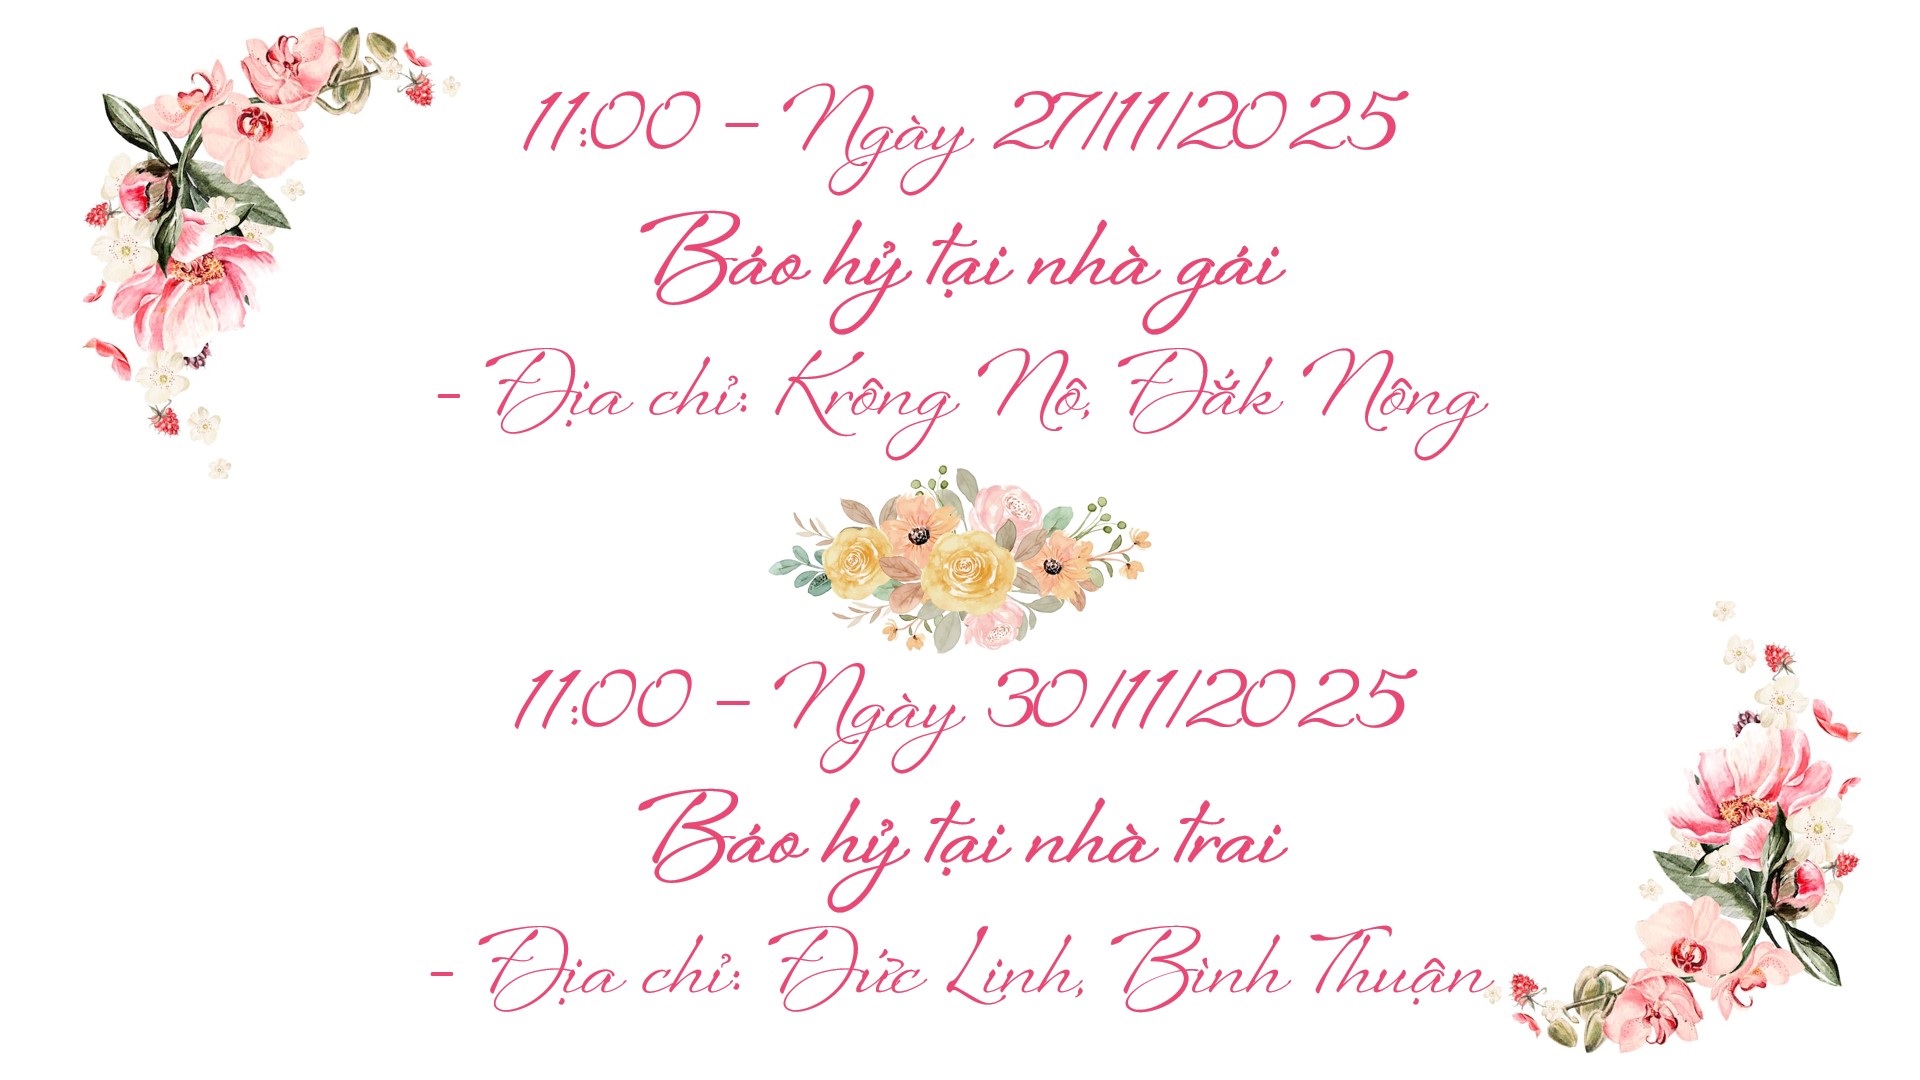 11:00 – Ngày 27/11/2025
Báo hỷ tại nhà gái
- Địa chỉ: Krông Nô, Đắk Nông
11:00 – Ngày 30/11/2025
Báo hỷ tại nhà trai
- Địa chỉ: Đức Linh, Bình Thuận